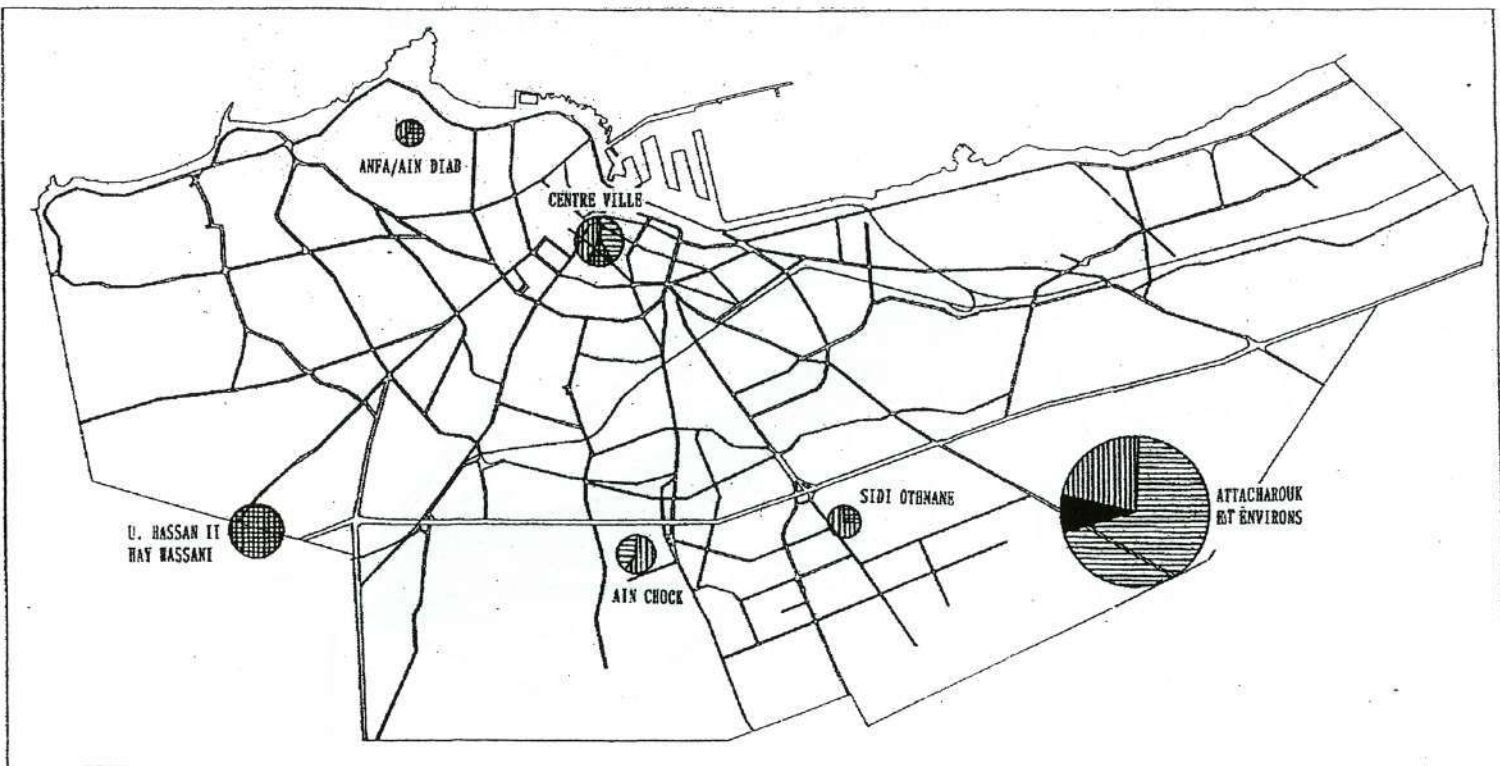 ANFA/AIN DIAB
CENTRE VILLE
SIDI OTHMANE
ATTACHAROUK
ET ENVIRONS
U. HASSAN II
HAY HASSANI
AIN CHOCK